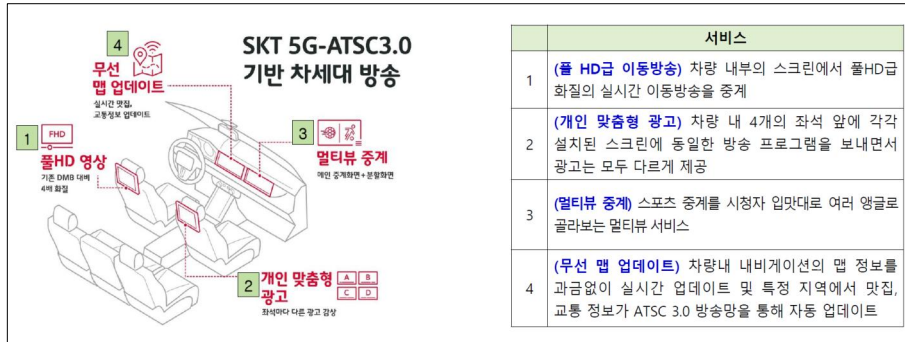 SKT 5G-ATSC3.0
기반 차세대 방송
4
무선
맵 업데이트
실시간 맛집,
교통정보 업데이트
1
FHD
풀HD 영상
기존 DMB 대비
4배 화질
3
멀티뷰 중계
메인 중계화면+분할화면
2
개인 맞춤형
광고
A B
C D
좌석마다 다른 광고 감상
서비스
1
(풀 HD급 이동방송) 차량 내부의 스크린에서 풀HD급
화질의 실시간 이동방송을 중계
2
(개인 맞춤형 광고) 차량 내 4개의 좌석 앞에 각각
설치된 스크린에 동일한 방송 프로그램을 보내면서
광고는 모두 다르게 제공
3
(멀티뷰 중계) 스포츠 중계를 시청자 입맛대로 여러 앵글로
골라보는 멀티뷰 서비스
4
(무선 맵 업데이트) 차량내 내비게이션의 맵 정보를
과금없이 실시간 업데이트 및 특정 지역에서 맛집,
교통 정보가 ATSC 3.0 방송망을 통해 자동 업데이트